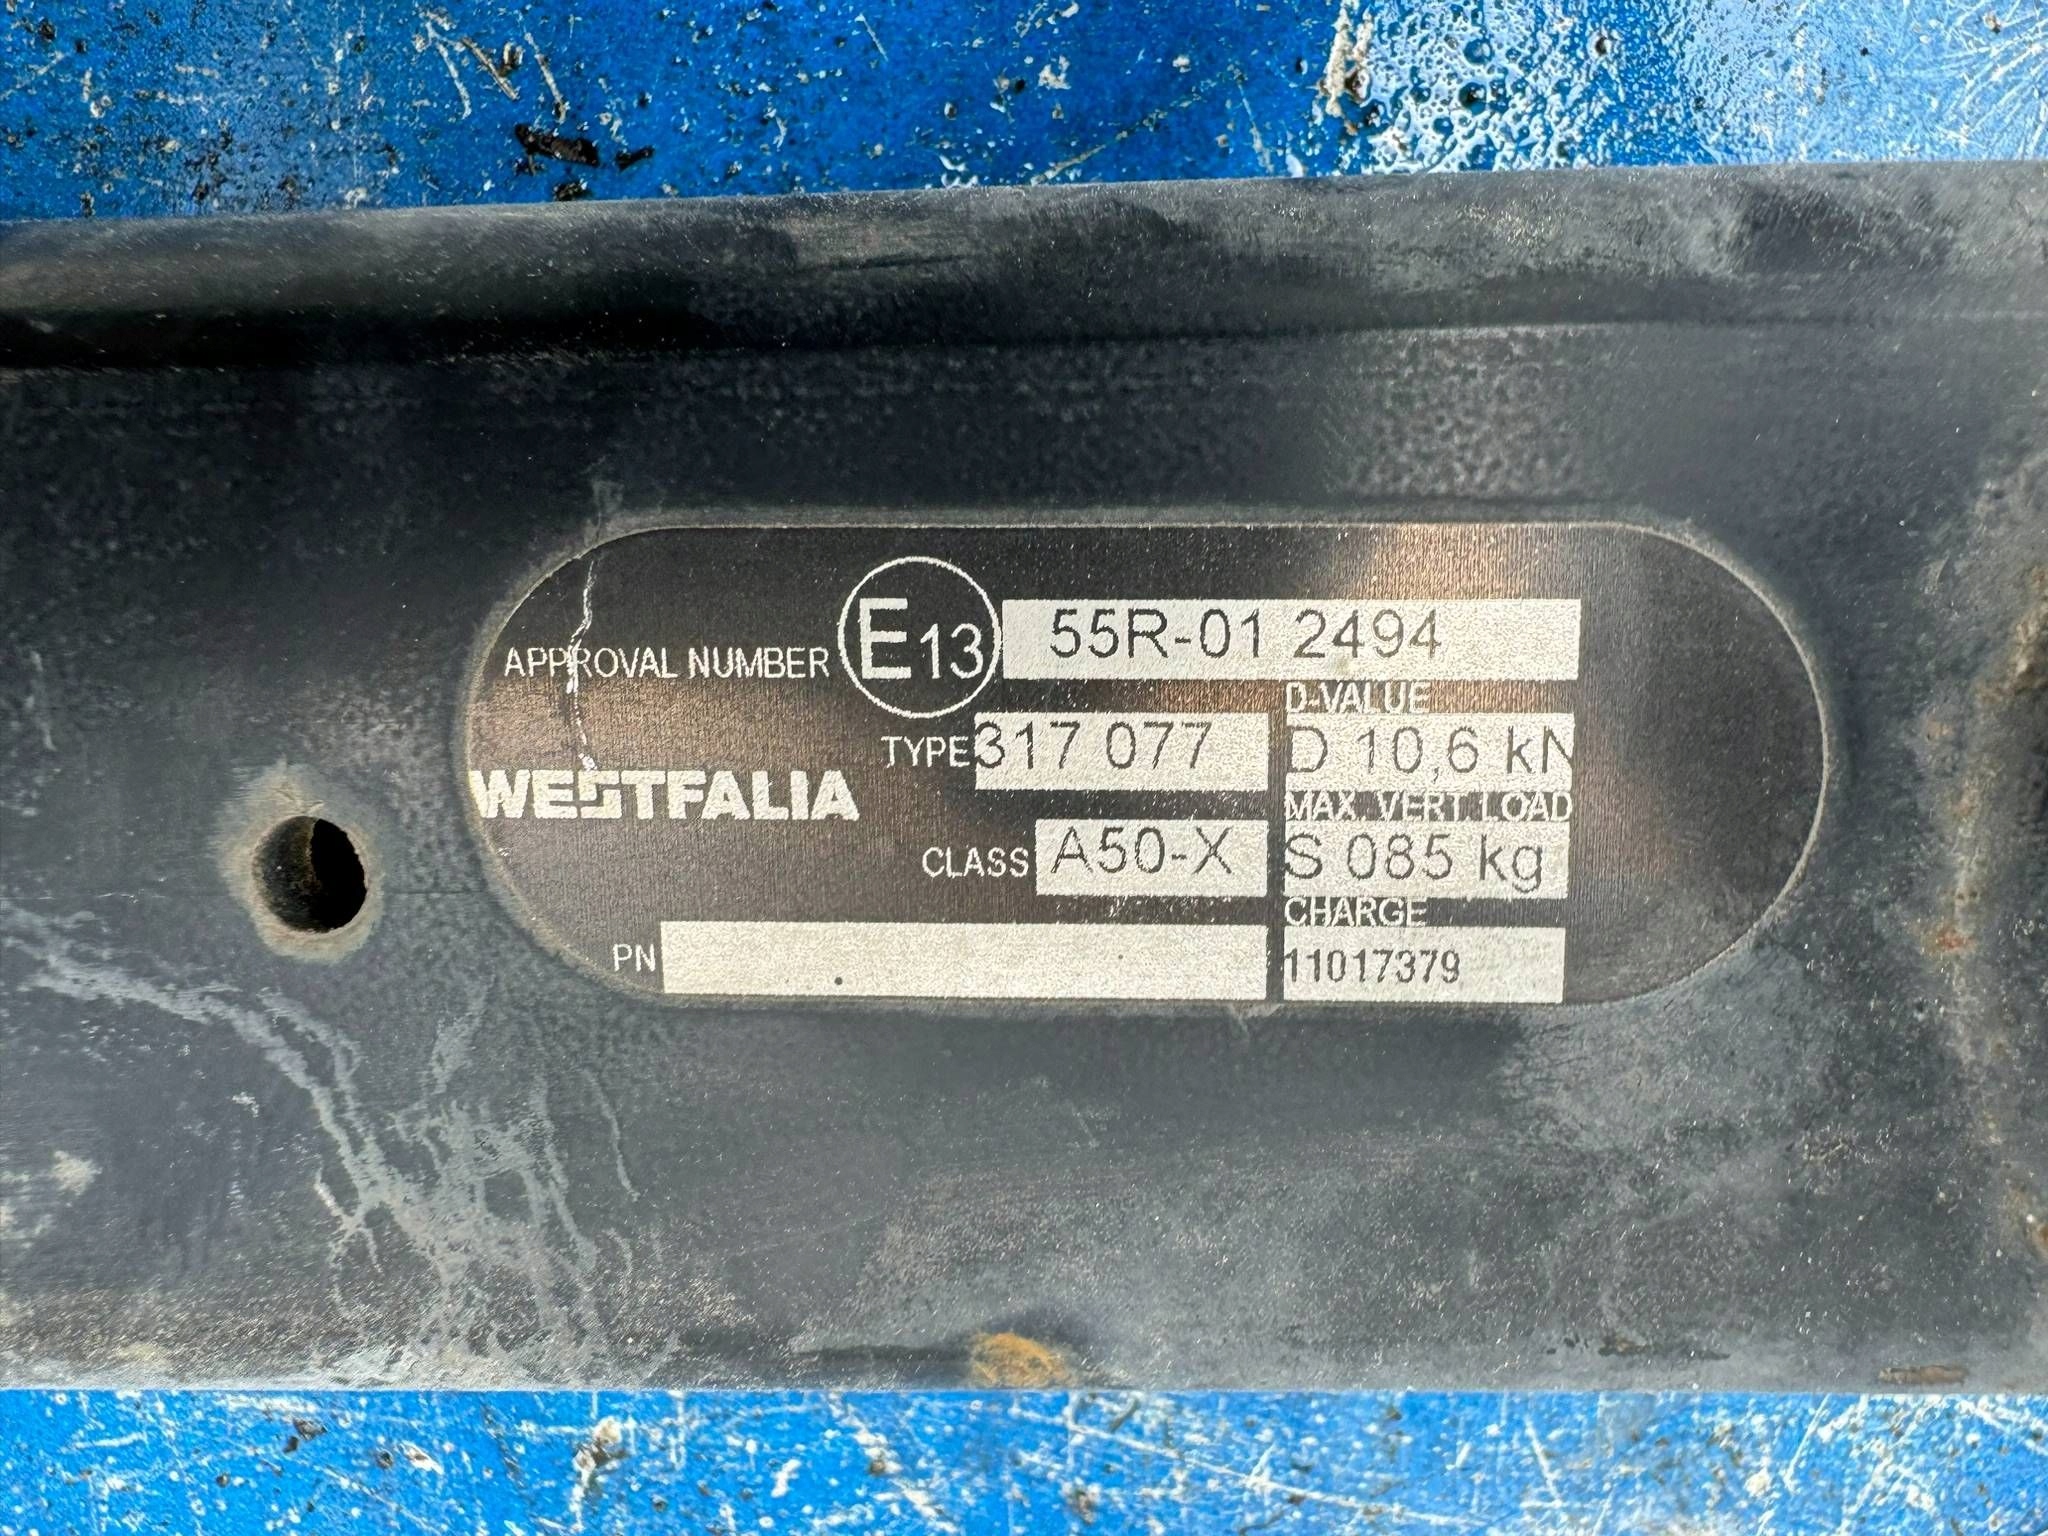 APPROVAL NUMBER E13 55R-01 2494
D-VALUE
TYPE 317 077 D 10,6 kN
WESTFALIA MAX. VERT. LOAD
CLASS A50-X S 085 kg
CHARGE
PN 11017379